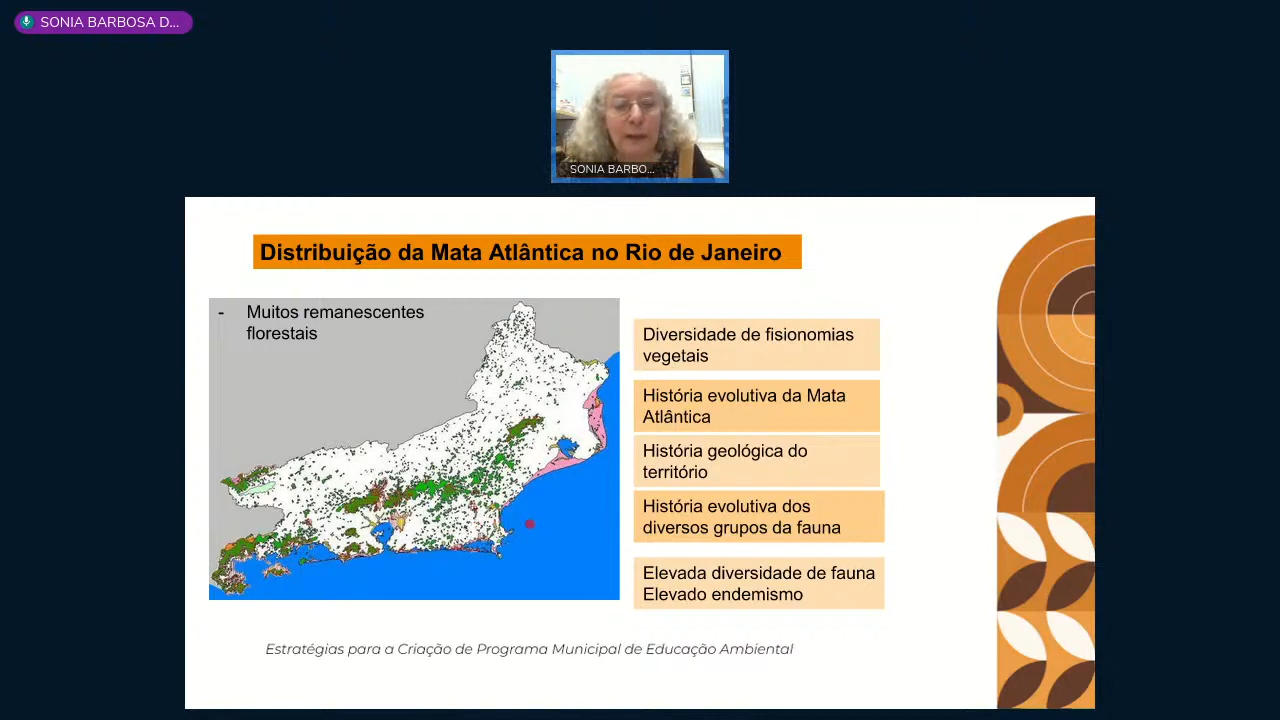 SONIA BARBOSA D...
SONIA BARBO...
Distribuição da Mata Atlântica no Rio de Janeiro
- Muitos remanescentes
florestais
Diversidade de fisionomias
vegetais
História evolutiva da Mata
Atlântica
História geológica do
território
História evolutiva dos
diversos grupos da fauna
Elevada diversidade de fauna
Elevado endemismo
Estratégias para a Criação de Programa Municipal de Educação Ambiental